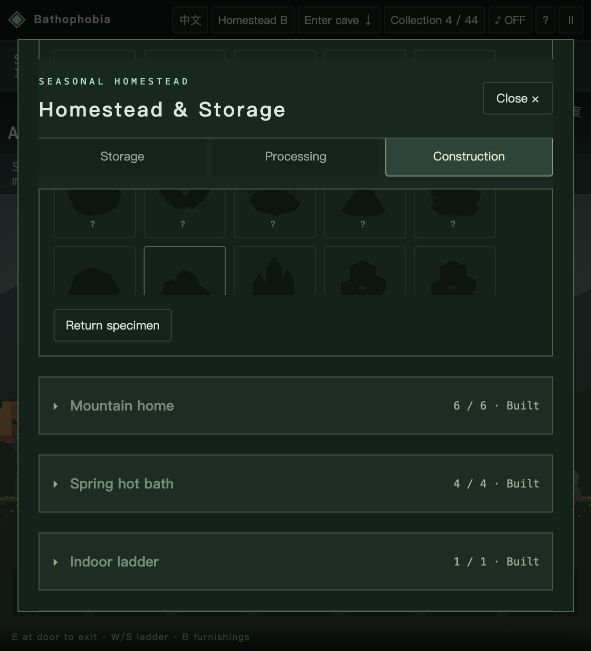 Bathophobia 中文 Homestead B Enter cave ↓ Collection 4 / 44 ♪ OFF ?
SEASONAL HOMESTEAD
Homestead & Storage
Close ×
Storage Processing Construction
? ? ? ? ?
Return specimen
Mountain home 6 / 6 · Built
Spring hot bath 4 / 4 · Built
Indoor ladder 1 / 1 · Built
E at door to exit · W/S ladder · B furnishings